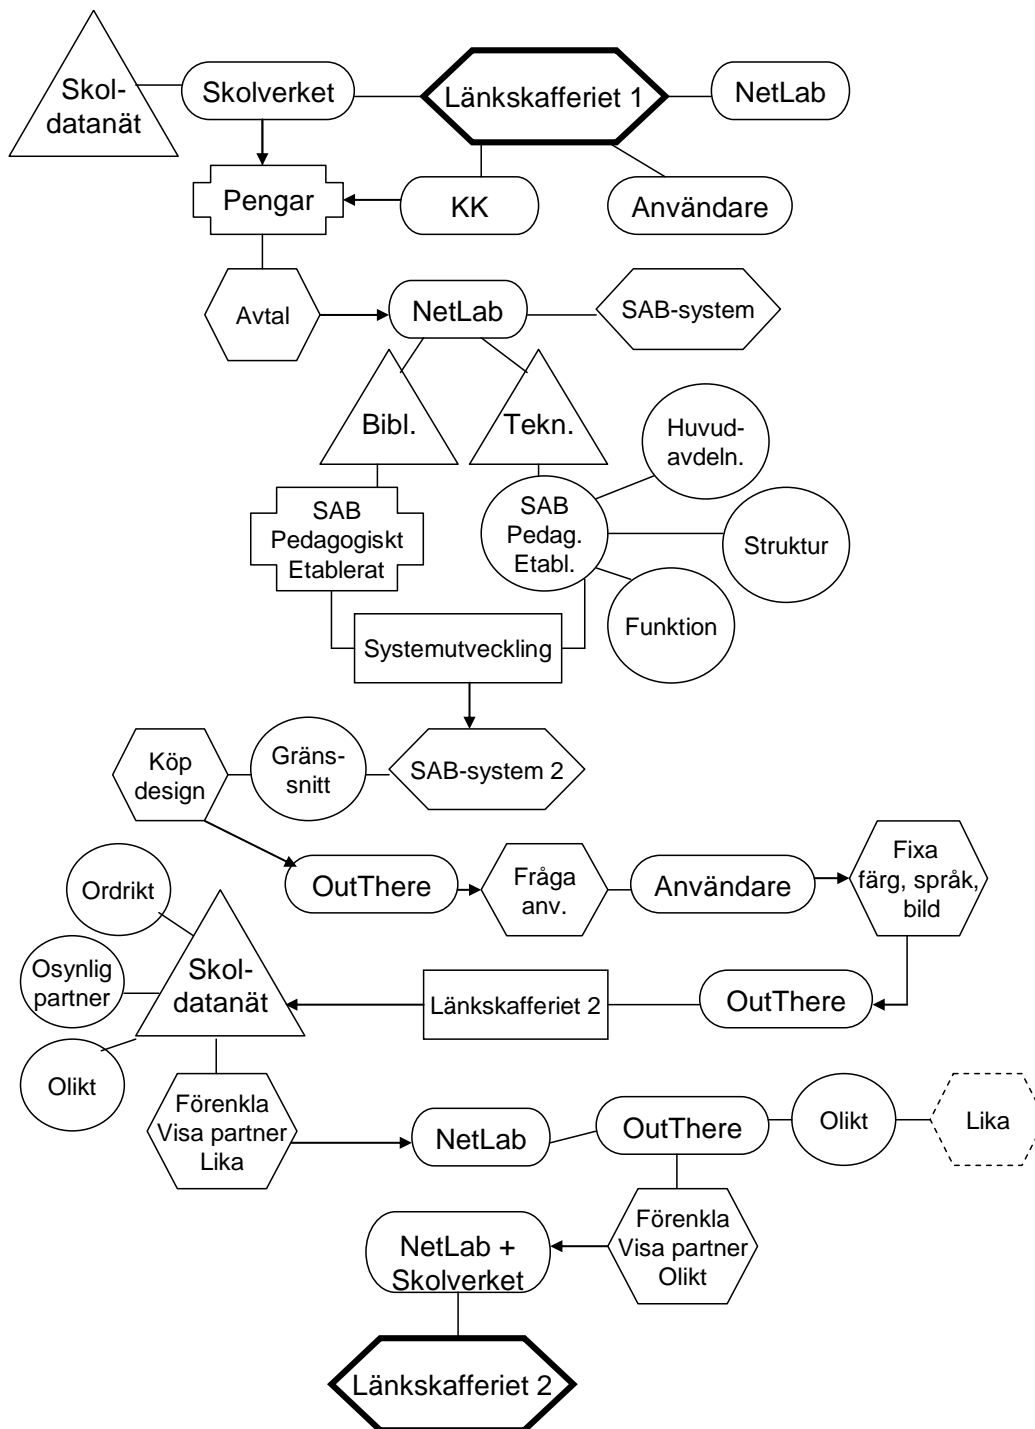 Skol-
datanät
Skolverket
Länkskafferiet 1
NetLab
Pengar
KK
Användare
Avtal
NetLab
SAB-system
Bibl.
Tekn.
Huvud-
avdeln.
SAB
Pedagogiskt
Etablerat
SAB
Pedag.
Etabl.
Struktur
Funktion
Systemutveckling
Köp
design
Gräns-
snitt
SAB-system 2
OutThere
Fråga
anv.
Användare
Fixa
färg, språk,
bild
Ordrikt
Osynlig
partner
Skol-
datanät
Länkskafferiet 2
OutThere
Olikt
Förenkla
Visa partner
Lika
NetLab
OutThere
Olikt
Lika
NetLab +
Skolverket
Förenkla
Visa partner
Olikt
Länkskafferiet 2